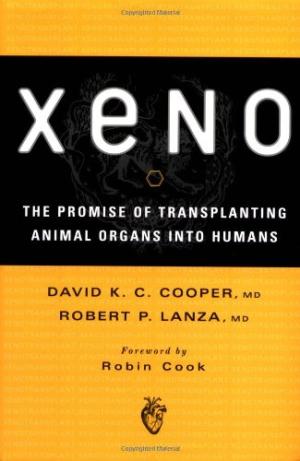 XeNO
THE PROMISE OF TRANSPLANTING
ANIMAL ORGANS INTO HUMANS
DAVID K. C. COOPER, MD
ROBERT P. LANZA, MD
Foreword by
Robin Cook